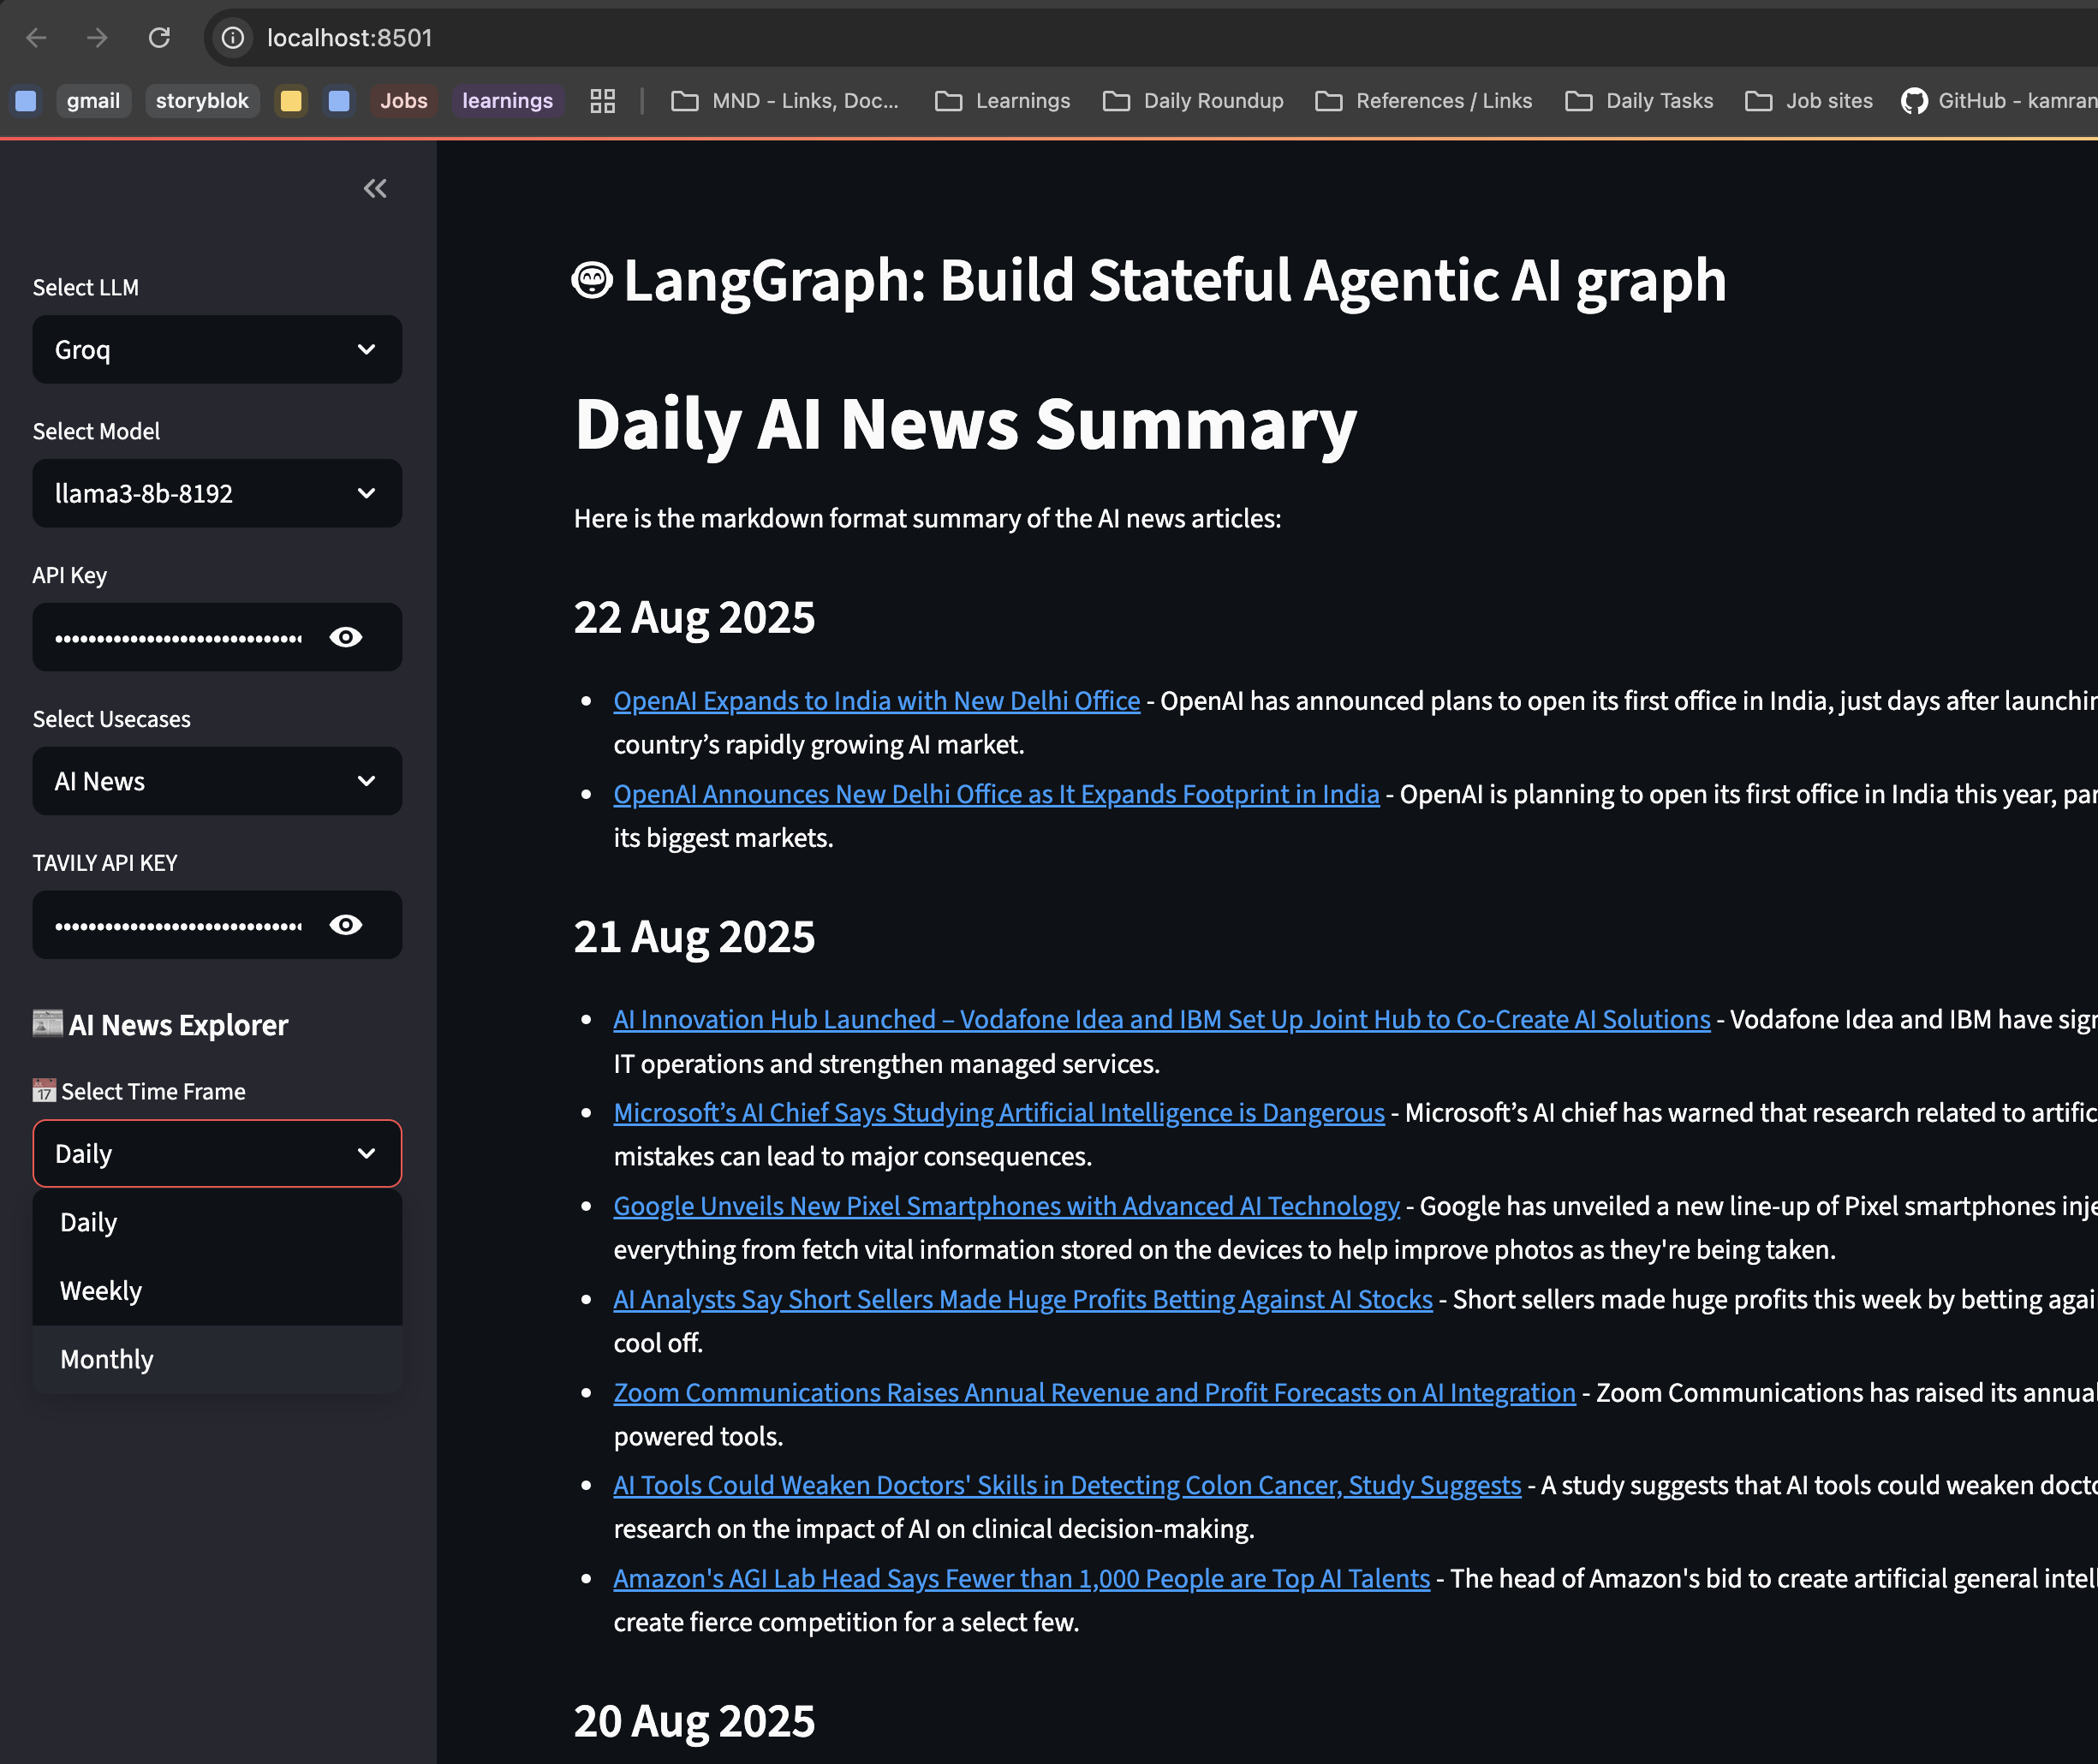 localhost:8501
gmail
storyblok
Jobs
learnings
MND - Links, Doc...
Learnings
Daily Roundup
References / Links
Daily Tasks
Job sites
GitHub - kamran
Select LLM
Groq
Select Model
llama3-8b-8192
API Key
Select Usecases
AI News
TAVILY API KEY
AI News Explorer
17 Select Time Frame
Daily
Daily
Weekly
Monthly
LangGraph: Build Stateful Agentic AI graph
Daily AI News Summary
Here is the markdown format summary of the AI news articles:
22 Aug 2025
OpenAI Expands to India with New Delhi Office - OpenAI has announced plans to open its first office in India, just days after
country’s rapidly growing AI market.
OpenAI Announces New Delhi Office as It Expands Footprint in India - OpenAI is planning to open its first office in India this year,
its biggest markets.
21 Aug 2025
AI Innovation Hub Launched – Vodafone Idea and IBM Set Up Joint Hub to Co-Create AI Solutions - Vodafone Idea and IBM have
IT operations and strengthen managed services.
Microsoft’s AI Chief Says Studying Artificial Intelligence is Dangerous - Microsoft’s AI chief has warned that research related to
mistakes can lead to major consequences.
Google Unveils New Pixel Smartphones with Advanced AI Technology - Google has unveiled a new line-up of Pixel smartphones
everything from fetch vital information stored on the devices to help improve photos as they're being taken.
AI Analysts Say Short Sellers Made Huge Profits Betting Against AI Stocks - Short sellers made huge profits this week by betting
cool off.
Zoom Communications Raises Annual Revenue and Profit Forecasts on AI Integration - Zoom Communications has raised its
powered tools.
AI Tools Could Weaken Doctors' Skills in Detecting Colon Cancer, Study Suggests - A study suggests that AI tools could weaken
research on the impact of AI on clinical decision-making.
Amazon's AGI Lab Head Says Fewer than 1,000 People are Top AI Talents - The head of Amazon's bid to create artificial general
create fierce competition for a select few.
20 Aug 2025